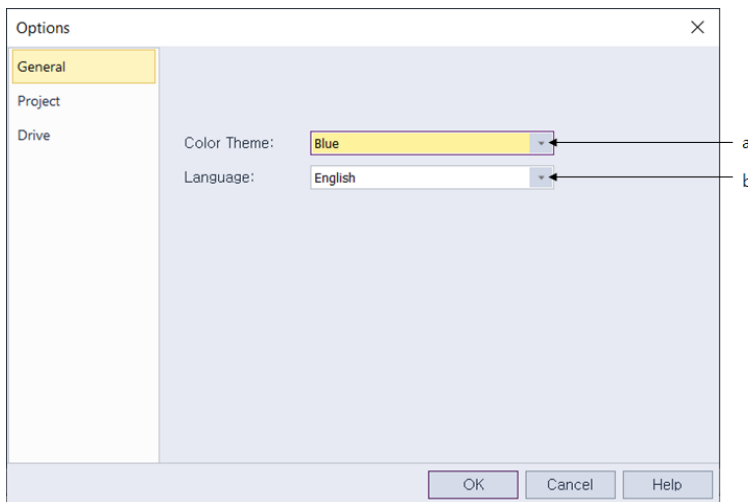 Options
General
Project
Drive
Color Theme: Blue a
Language: English b
OK Cancel Help